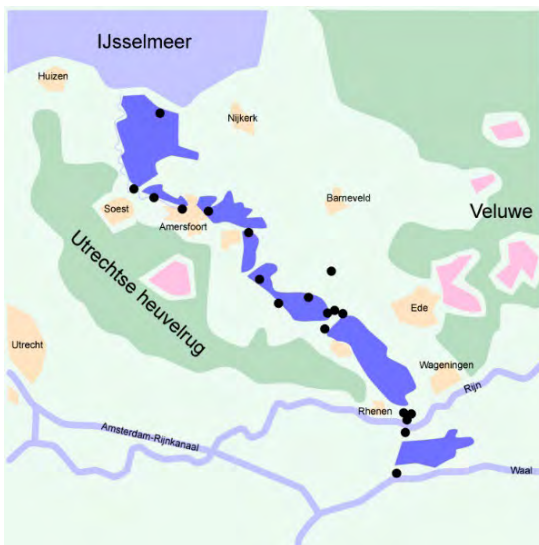 IJsselmeer
Huizen
Nijkerk
Barneveld
Veluwe
Soest
Amersfoort
Utrechtse heuvelrug
Ede
Utrecht
Wageningen
Rijn
Rhenen
Amsterdam-Rijnkanaal
Waal